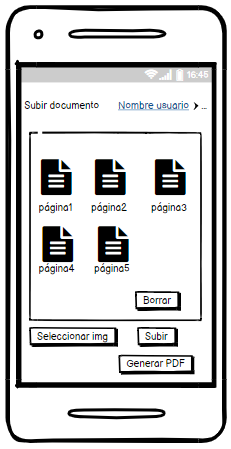 16:45
Subir documento Nombre usuario > ...
página1 página2 página3
página4 página5
Borrar
Seleccionar img Subir
Generar PDF